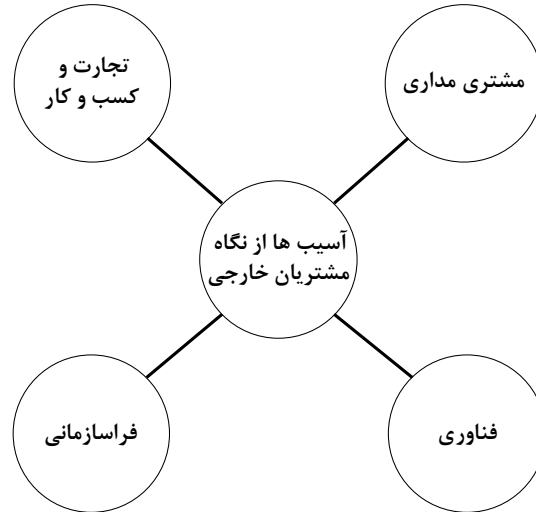 مشتری مداری
تجارت و
کسب و کار
آسیب ها از نگاه
مشتریان خارجی
فناوری
فراسازمانی